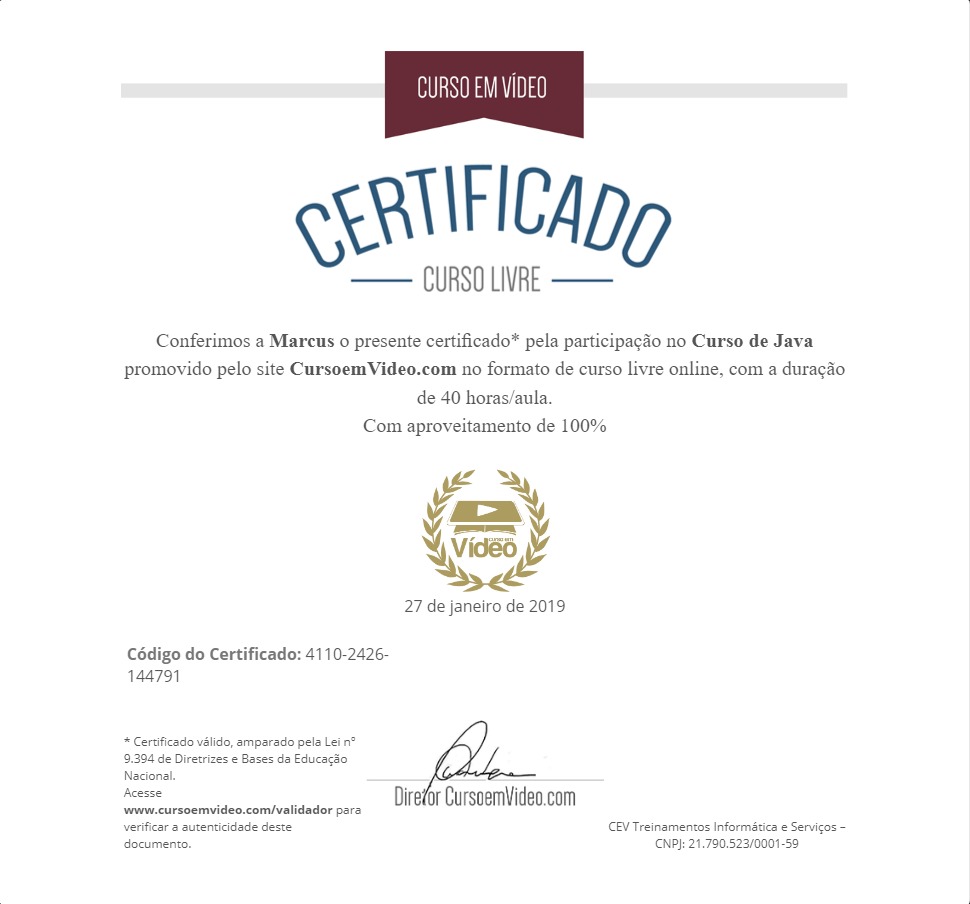 CURSO EM VÍDEO
CERTIFICADO
CURSO LIVRE
Conferimos a Marcus o presente certificado* pela participação no Curso de Java
promovido pelo site CursoemVideo.com no formato de curso livre online, com a duração
de 40 horas/aula.
Com aproveitamento de 100%
curso em
Vídeo
27 de janeiro de 2019
Código do Certificado: 4110-2426-
144791
* Certificado válido, amparado pela Lei nº
9.394 de Diretrizes e Bases da Educação
Nacional.
Acesse
www.cursoemvideo.com/validador para
verificar a autenticidade deste
documento.
Diretor CursoemVideo.com
CEV Treinamentos Informática e Serviços –
CNPJ: 21.790.523/0001-59